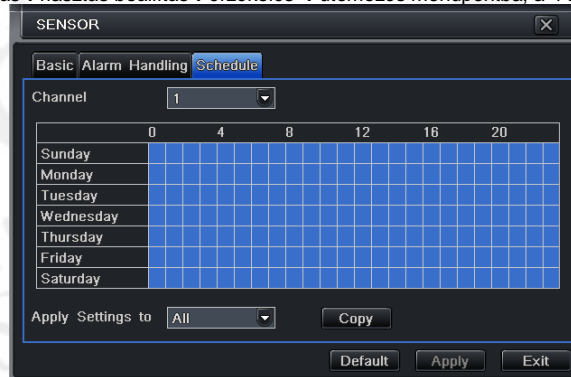 SENSOR
Basic Alarm Handling Schedule
Channel 1
0 4 8 12 16 20
Sunday
Monday
Tuesday
Wednesday
Thursday
Friday
Saturday
Apply Settings to All Copy
Default Apply Exit